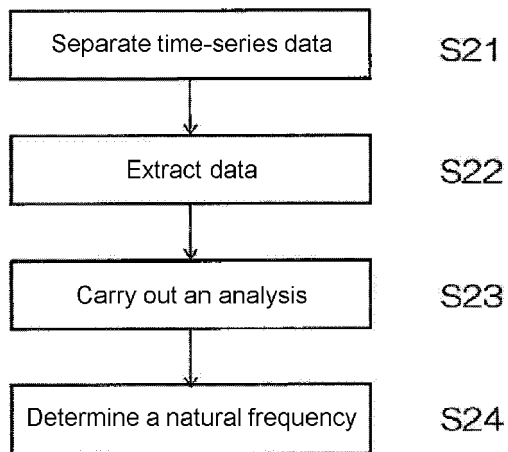 Separate time-series data S21
Extract data S22
Carry out an analysis S23
Determine a natural frequency S24